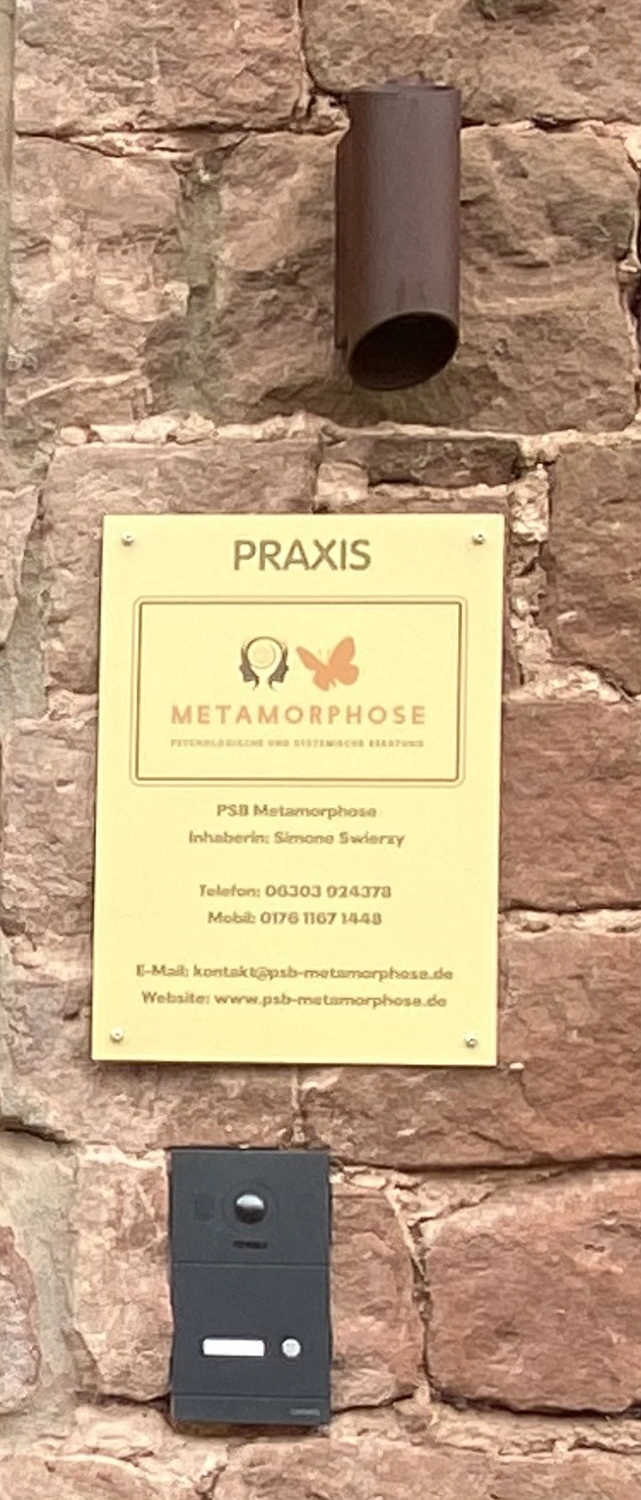 PRAXIS
METAMORPHOSE
PSYCHOLOGISCHE UND SYSTEMISCHE BERATUNG
PSB Metamorphose
Inhaberin: Simone Swierzy
Telefon: 06303 924378
Mobil: 0176 1167 1448
E-Mail: kontakt@psb-metamorphose.de
Website: www.psb-metamorphose.de